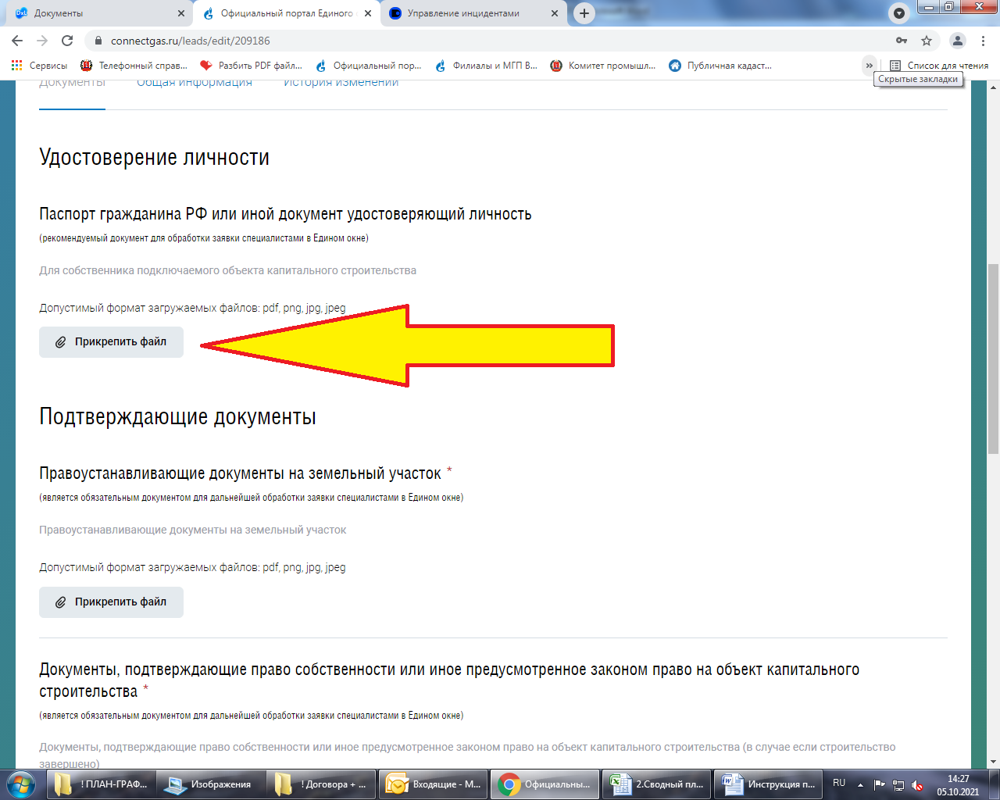 Документы
Официальный портал Единого
Управление инцидентами
connectgas.ru/leads/edit/209186
Сервисы
Телефонный справ...
Разбить PDF файл...
Официальный пор...
Филиалы и МГП В...
Комитет промышл...
Публичная кадаст...
»
Список для чтения
Скрытые закладки
Документы
Общая информация
История изменений
Удостоверение личности
Паспорт гражданина РФ или иной документ удостоверяющий личность
(рекомендуемый документ для обработки заявки специалистами в Едином окне)
Для собственника подключаемого объекта капитального строительства
Допустимый формат загружаемых файлов: pdf, png, jpg, jpeg
Прикрепить файл
Подтверждающие документы
Правоустанавливающие документы на земельный участок *
(является обязательным документом для дальнейшей обработки заявки специалистами в Едином окне)
Правоустанавливающие документы на земельный участок
Допустимый формат загружаемых файлов: pdf, png, jpg, jpeg
Прикрепить файл
Документы, подтверждающие право собственности или иное предусмотренное законом право на объект капитального
строительства *
(является обязательным документом для дальнейшей обработки заявки специалистами в Едином окне)
Документы, подтверждающие право собственности или иное предусмотренное законом право на объект капитального строительства (в случае если строительство
завершено)
! ПЛАН-ГРАФ...
Изображения
! Договора + ...
Входящие - M...
Официальны...
2.Сводный пл...
Инструкция п...
RU
14:27
05.10.2021